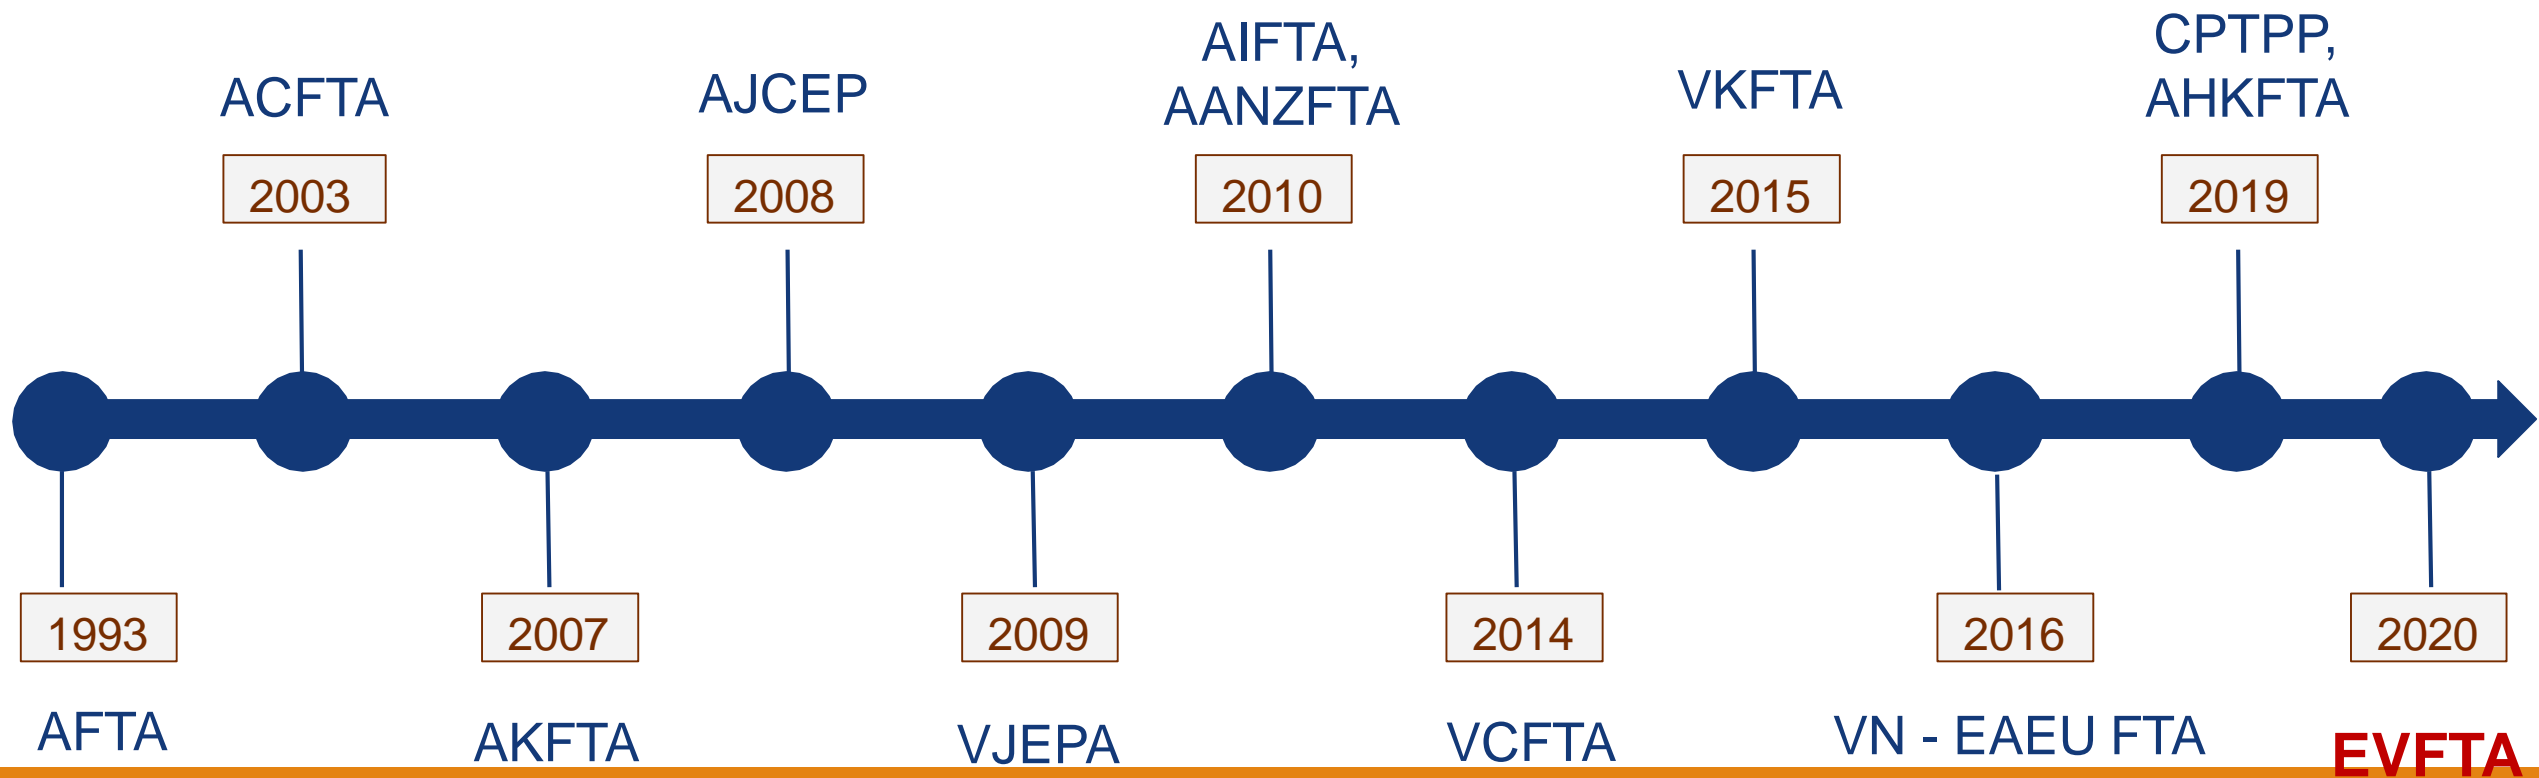 ACFTA
2003
AJCEP
2008
AIFTA,
AANZFTA
2010
VKFTA
2015
CPTPP,
AHKFTA
2019
1993
AFTA
2007
AKFTA
2009
VJEPA
2014
VCFTA
2016
VN - EAEU FTA
2020
EVFTA